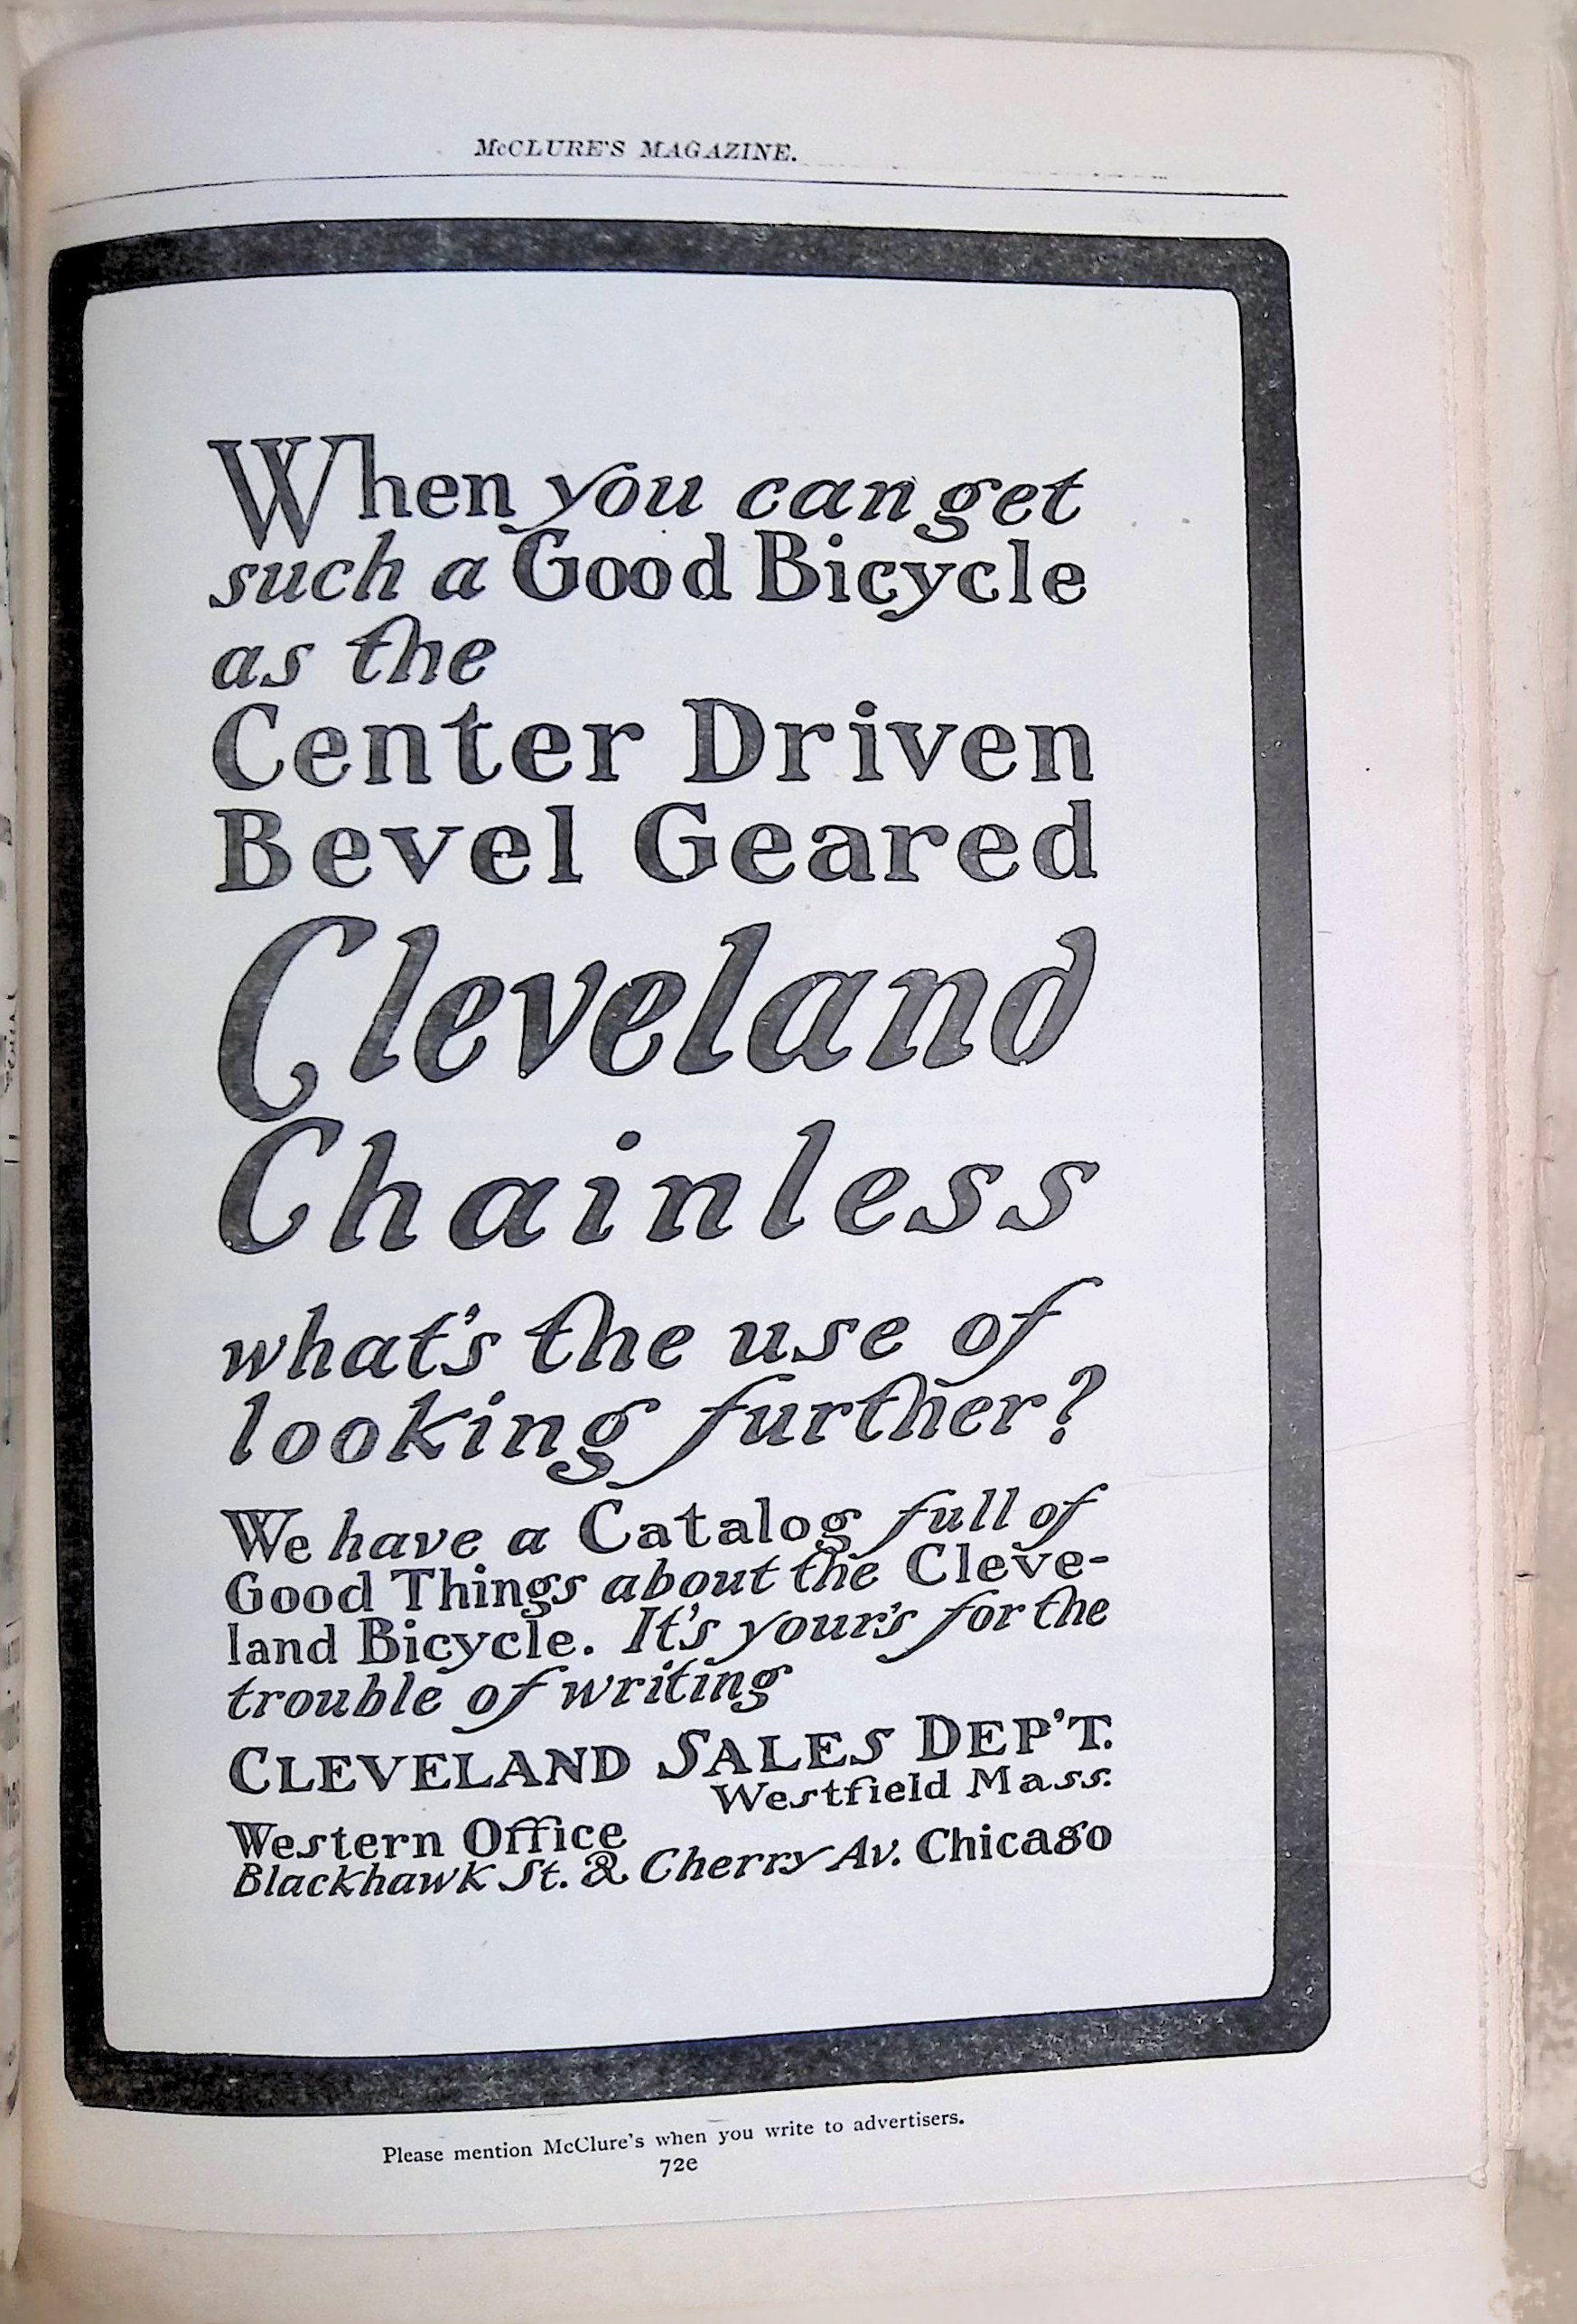 McCLURE'S MAGAZINE.
When you can get
such a Good Bicycle
as the
Center Driven
Bevel Geared
Cleveland
Chainless
what's the use of
looking further?
We have a Catalog full of
Good Things about the Cleve-
land Bicycle. It's your's for the
trouble of writing
CLEVELAND SALES DEP'T.
Westfield Mass.
Western Office
Blackhawk St. & Cherry Av. Chicago
Please mention McClure's when you write to advertisers.
72e